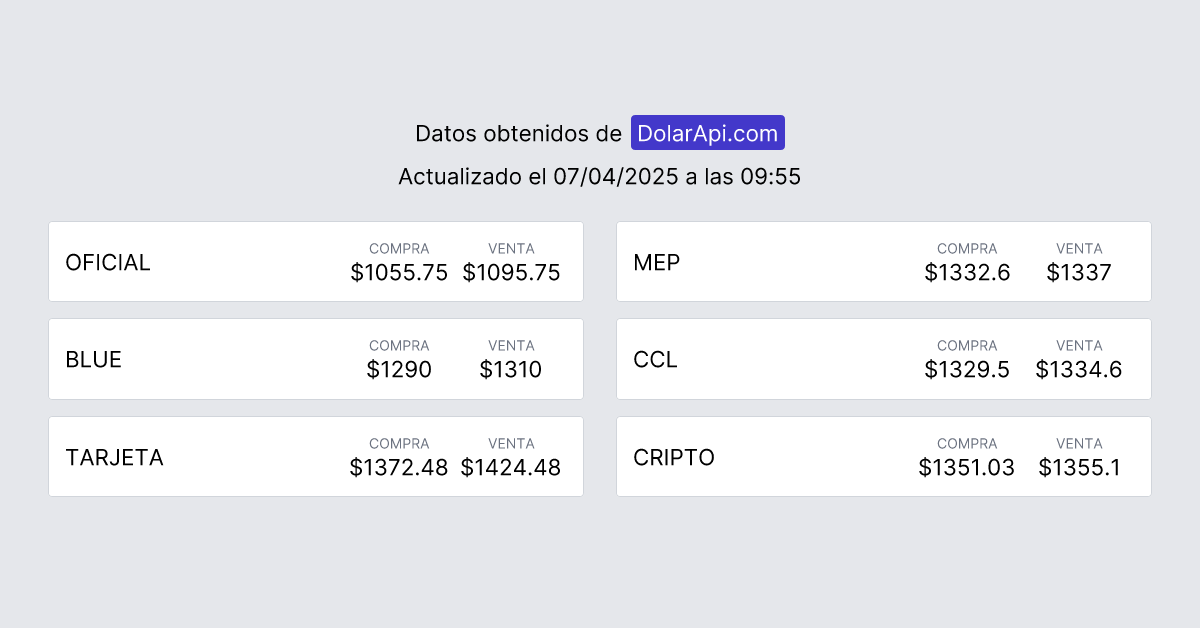 Datos obtenidos de DolarApi.com
Actualizado el 07/04/2025 a las 09:55
OFICIAL
COMPRA VENTA
$1055.75 $1095.75
MEP
COMPRA VENTA
$1332.6 $1337
BLUE
COMPRA VENTA
$1290 $1310
CCL
COMPRA VENTA
$1329.5 $1334.6
TARJETA
COMPRA VENTA
$1372.48 $1424.48
CRIPTO
COMPRA VENTA
$1351.03 $1355.1